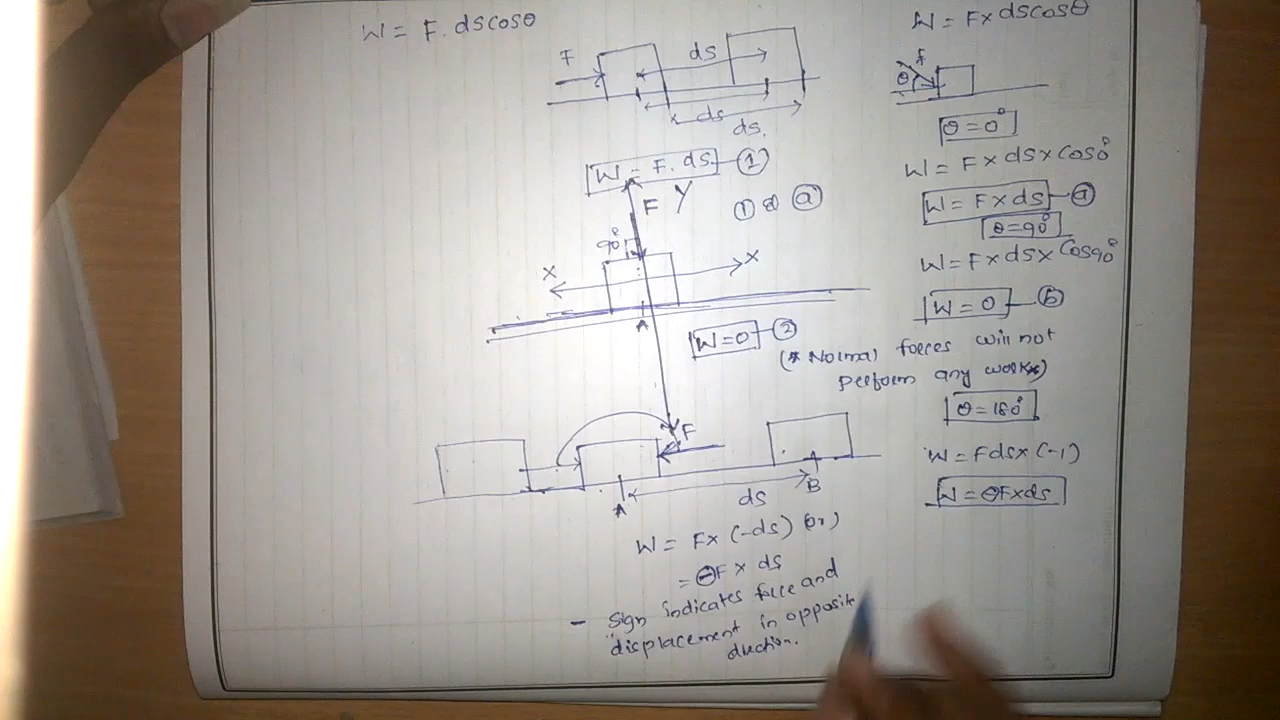 W = F. dscosθ
F
ds
ds
ds.
W = F. ds. ①
F Y
① & ⓐ
90°
X
X
A
W=0 ②
F
ds
A
B
W = F× (-ds) (or)
= ⊖F × ds
- Sign indicates force and
displacement in opposite
direction.
W = F× dscosθ
F
θ
θ = 0°
W = F × ds × cos0°
W = F × ds ⓐ
θ = 90°
W = F × ds × Cos90°
W = 0 ⓑ
(* Normal forces will not
perform any work*)
θ = 180°
W = Fds × (-1)
W = ⊖F×ds